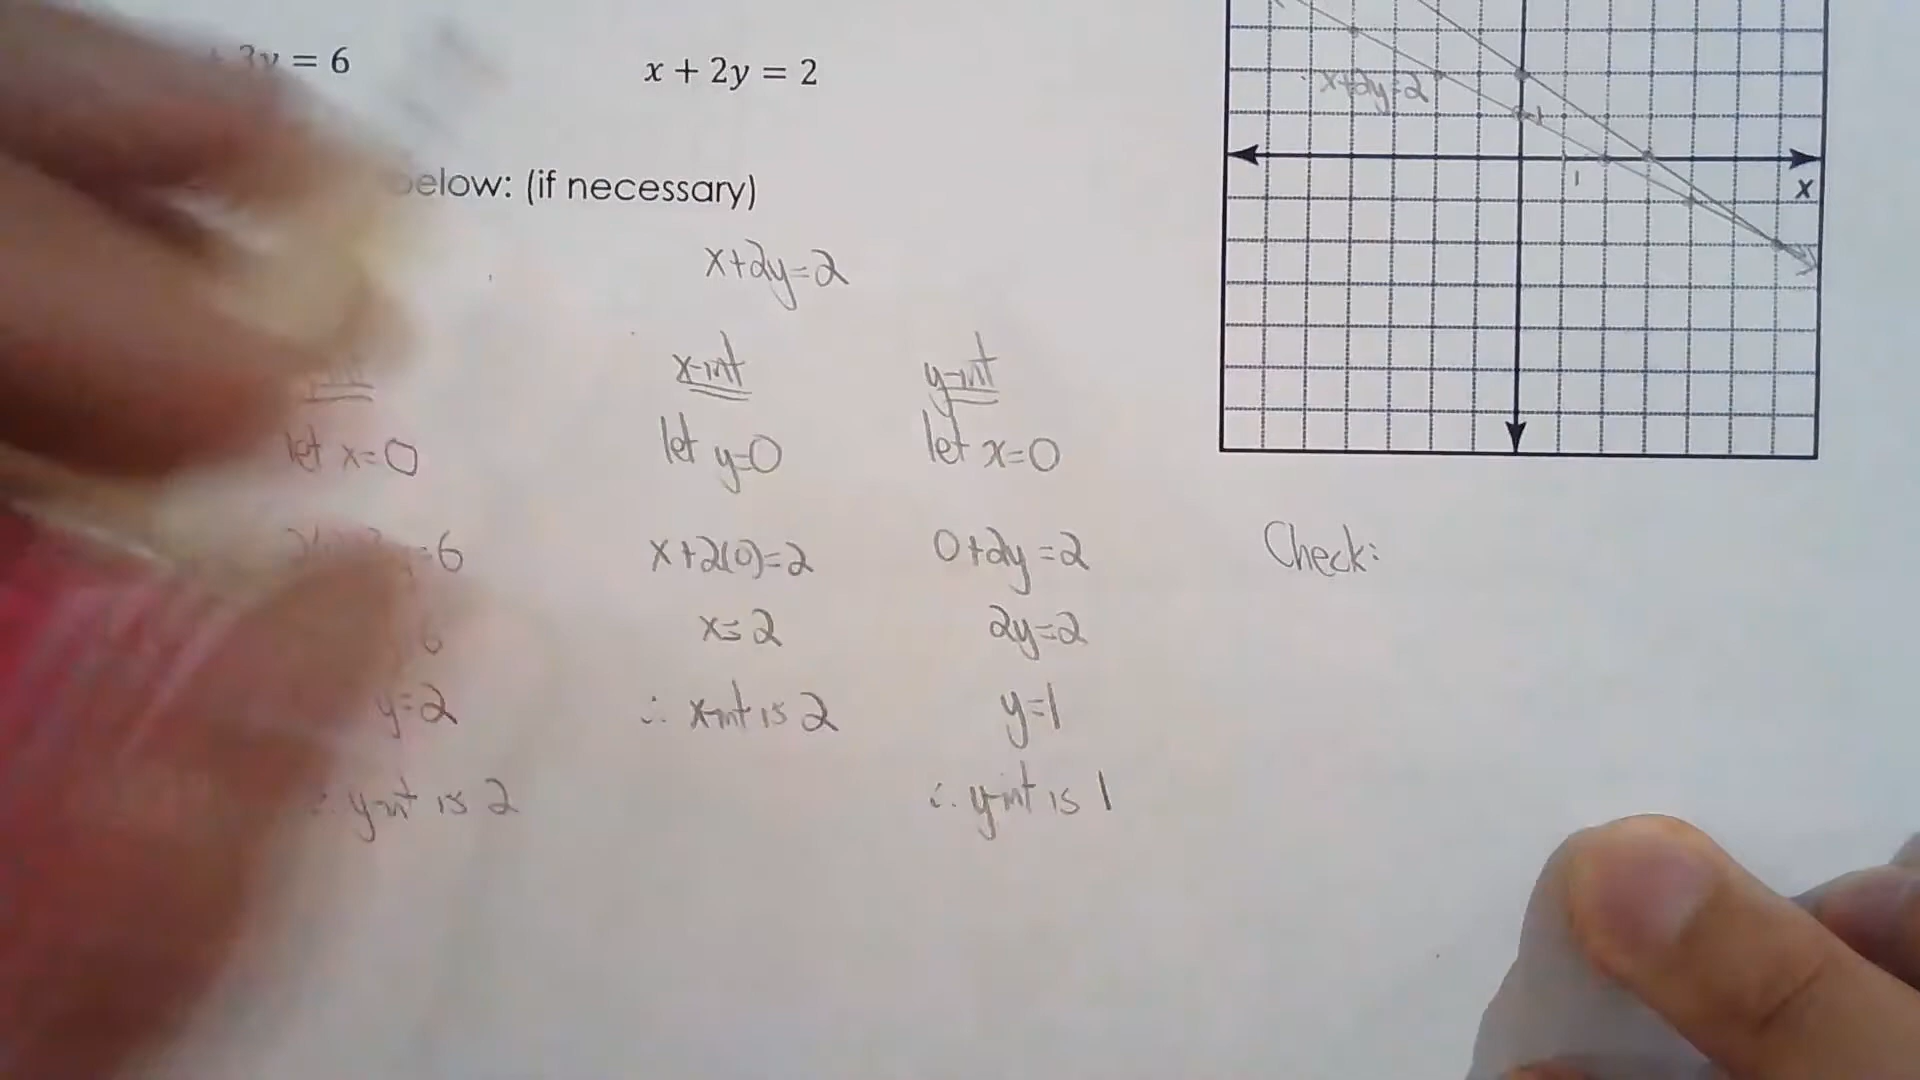 3y = 6
x + 2y = 2
below: (if necessary)
x+2y=2
x-int
y-int
let x=0
let y=0
let x=0
=6
x+2(0)=2
0+2y=2
6
x=2
2y=2
y=2
∴ x-int is 2
y=1
∴ y-int is 2
∴ y-int is 1
x+2y=2
1
1
x
Check: